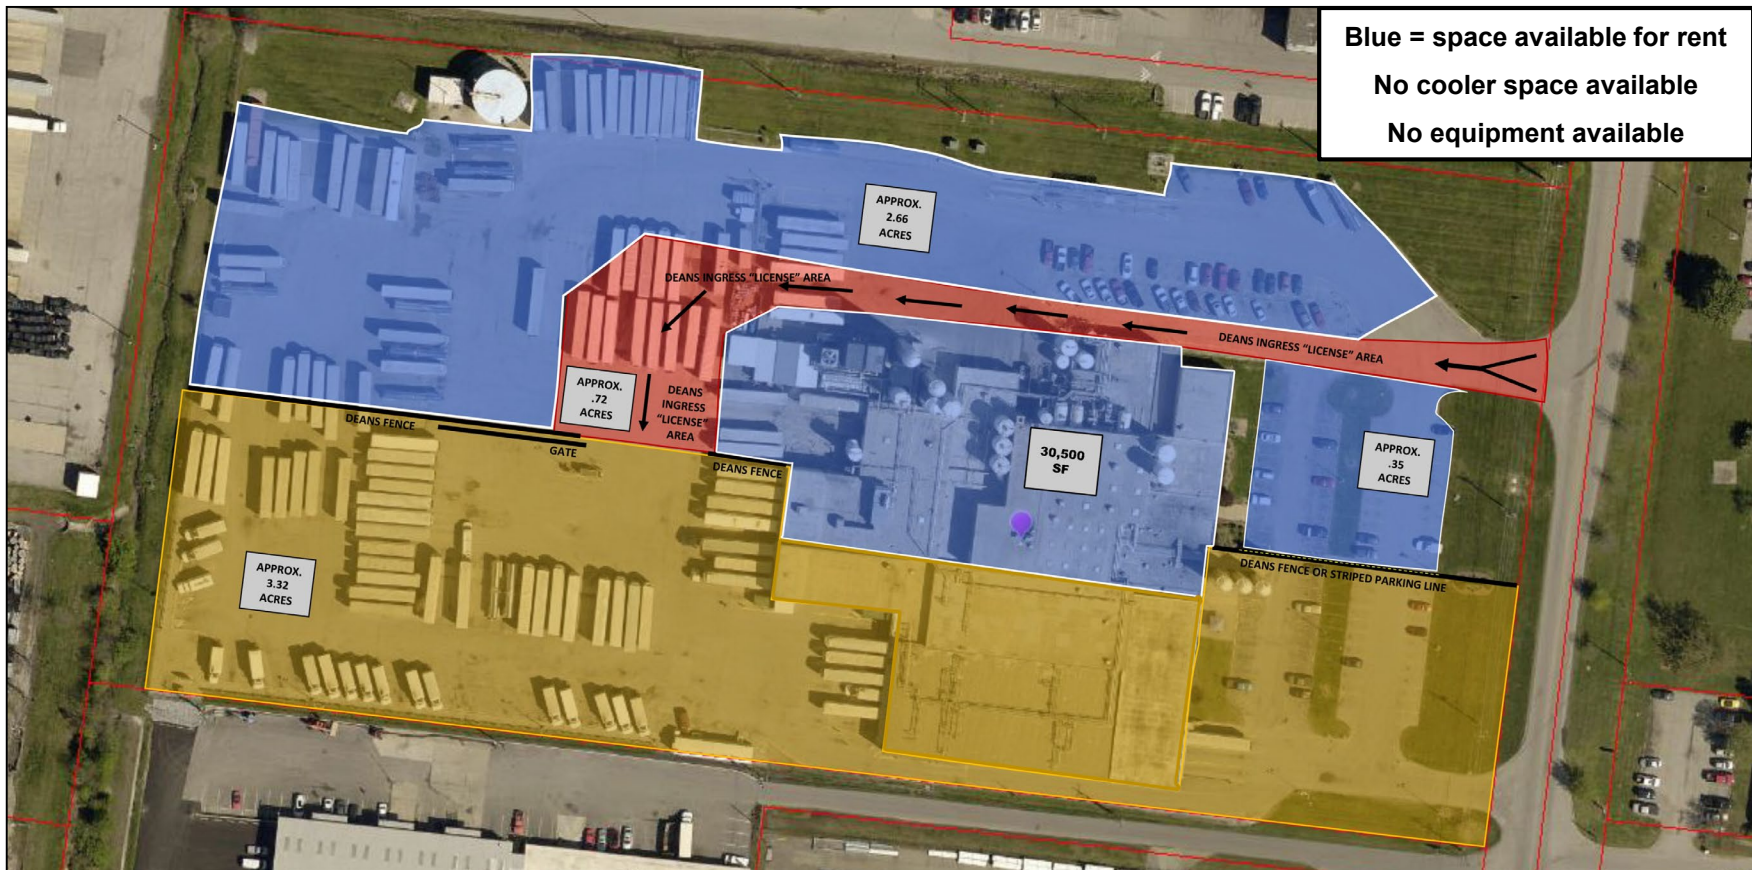 Blue = space available for rent
No cooler space available
No equipment available
APPROX.
2.66
ACRES
DEANS INGRESS "LICENSE" AREA
DEANS INGRESS "LICENSE" AREA
APPROX.
.72
ACRES
DEANS
INGRESS
"LICENSE"
AREA
DEANS FENCE
GATE
DEANS FENCE
30,500
SF
APPROX.
.35
ACRES
DEANS FENCE OR STRIPED PARKING LINE
APPROX.
3.32
ACRES